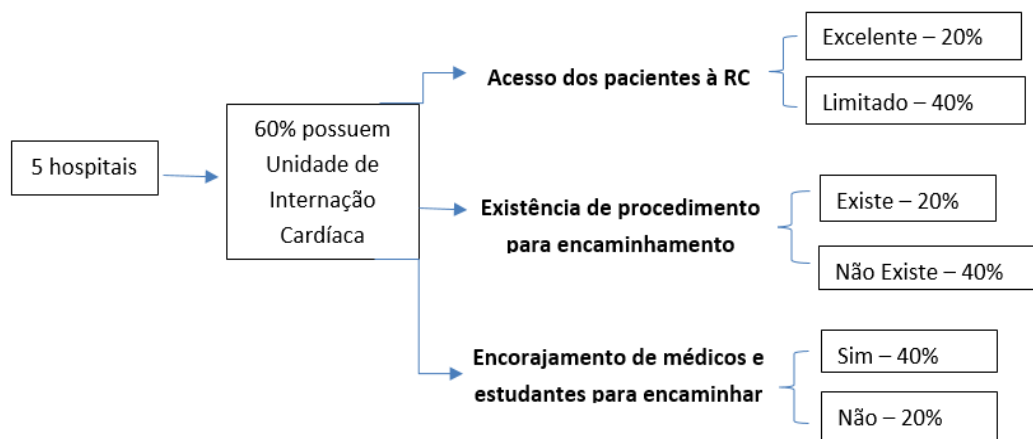 5 hospitais
60% possuem
Unidade de
Internação
Cardíaca
Acesso dos pacientes à RC
Excelente – 20%
Limitado – 40%
Existência de procedimento
para encaminhamento
Existe – 20%
Não Existe – 40%
Encorajamento de médicos e
estudantes para encaminhar
Sim – 40%
Não – 20%